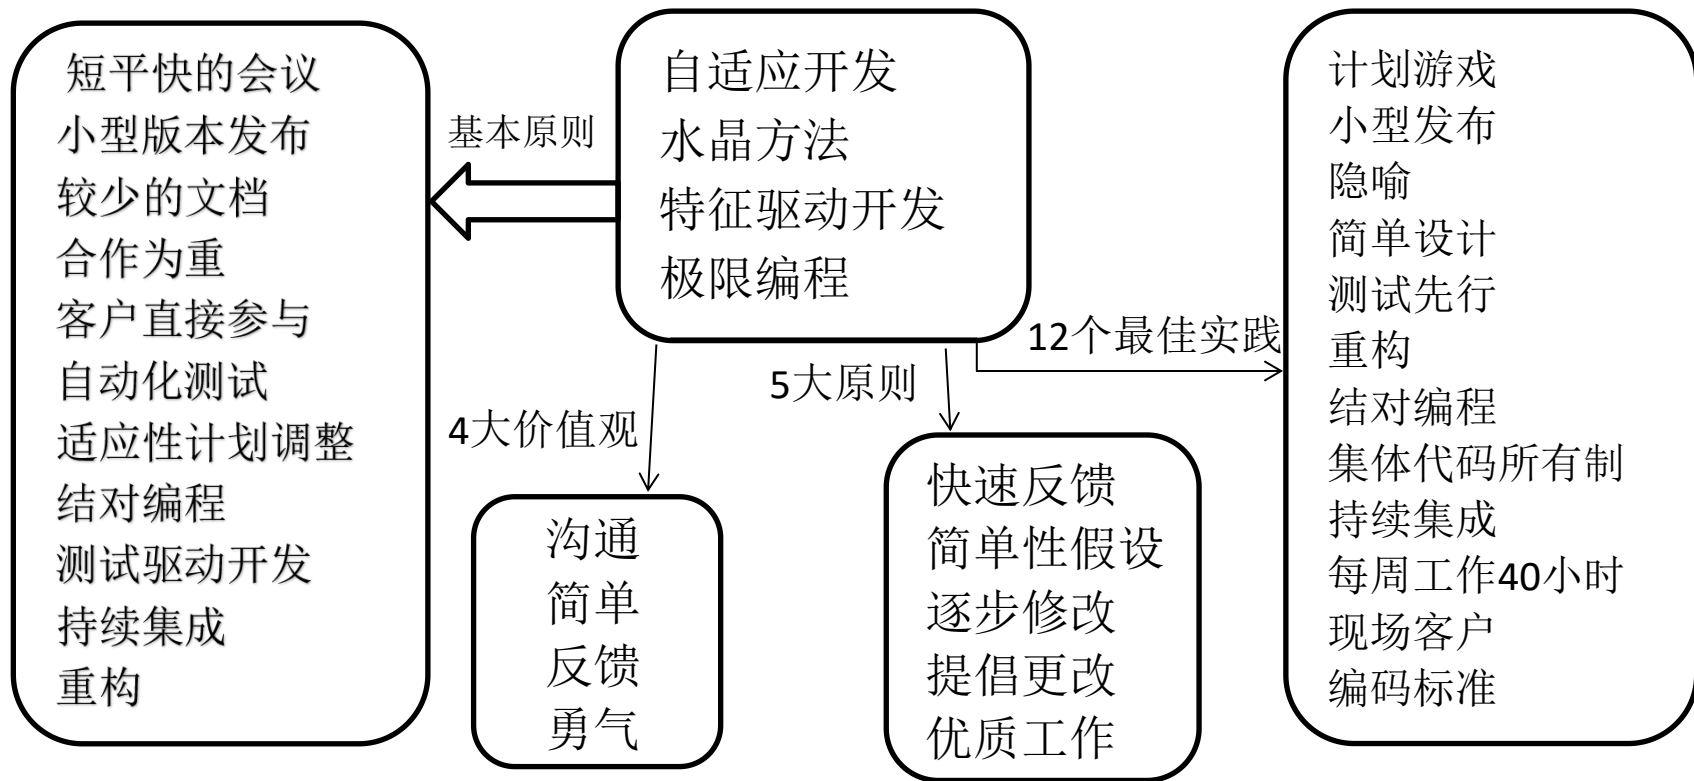 短平快的会议
小型版本发布
较少的文档
合作为重
客户直接参与
自动化测试
适应性计划调整
结对编程
测试驱动开发
持续集成
重构
基本原则
自适应开发
水晶方法
特征驱动开发
极限编程
4大价值观
沟通
简单
反馈
勇气
5大原则
快速反馈
简单性假设
逐步修改
提倡更改
优质工作
12个最佳实践
计划游戏
小型发布
隐喻
简单设计
测试先行
重构
结对编程
集体代码所有制
持续集成
每周工作40小时
现场客户
编码标准